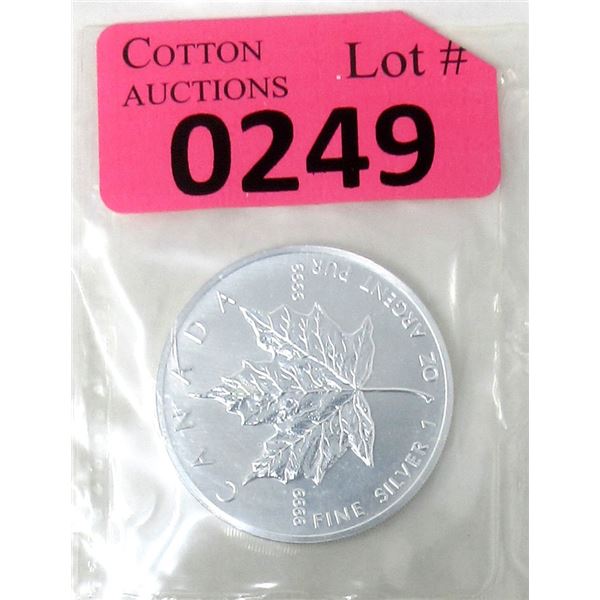 COTTON
AUCTIONS
Lot #
0249
CANADA
9999
9999
FINE SILVER 1 OZ ARGENT PUR